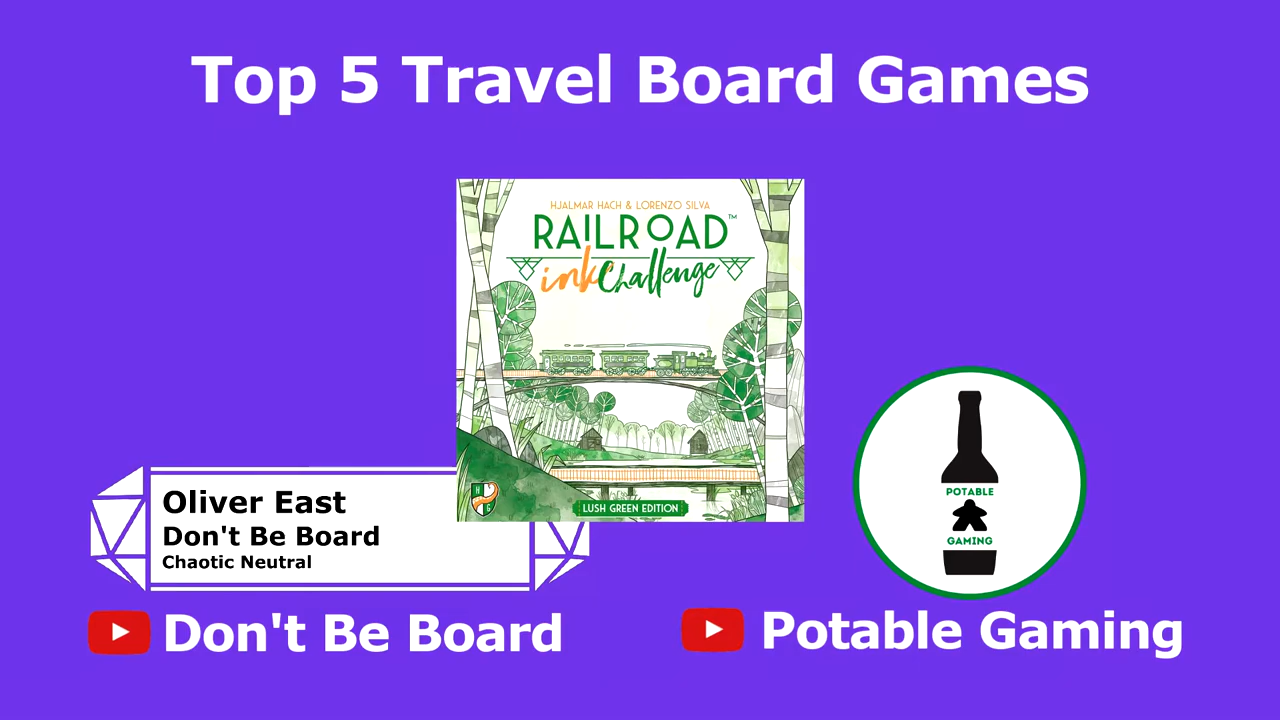 Top 5 Travel Board Games
HJALMAR HACH & LORENZO SILVA
RAILROAD™
ink Challenge
LUSH GREEN EDITION
H
G
Oliver East
Don't Be Board
Chaotic Neutral
POTABLE
GAMING
Don't Be Board
Potable Gaming